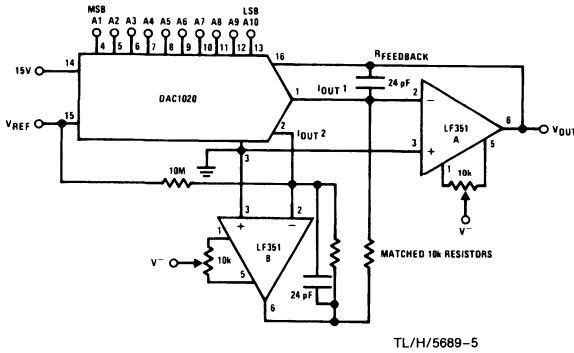 MSB LSB
A1 A2 A3 A4 A5 A6 A7 A8 A9 A10
4 5 6 7 8 9 10 11 12 13
15V 14
DAC1020
16
RFEEDBACK
24 pF
1 IOUT 1
2
−
LF351
A
6
VOUT
VREF 15
2
IOUT 2
3
+
5
1
10k
V−
3
10M
3
+
2
−
LF351
B
1
10k
5
V−
6
24 pF
MATCHED 10k RESISTORS
TL/H/5689–5